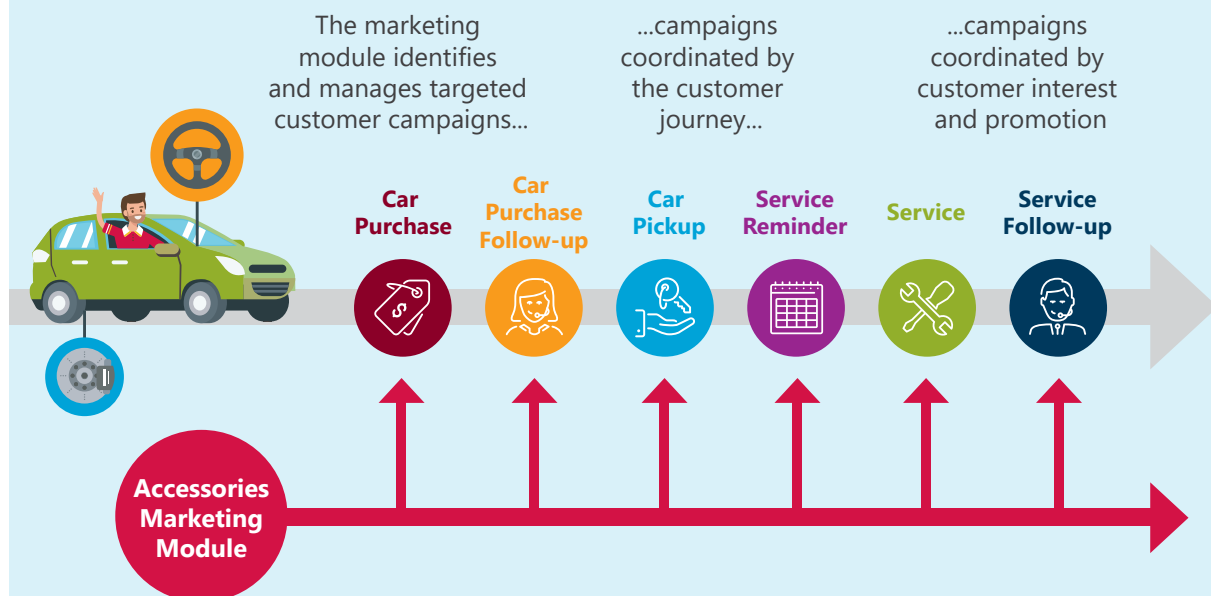 The marketing
module identifies
and manages targeted
customer campaigns...
...campaigns
coordinated by
the customer
journey...
...campaigns
coordinated by
customer interest
and promotion
Car
Purchase
Car
Purchase
Follow-up
Car
Pickup
Service
Reminder
Service
Service
Follow-up
$
Accessories
Marketing
Module